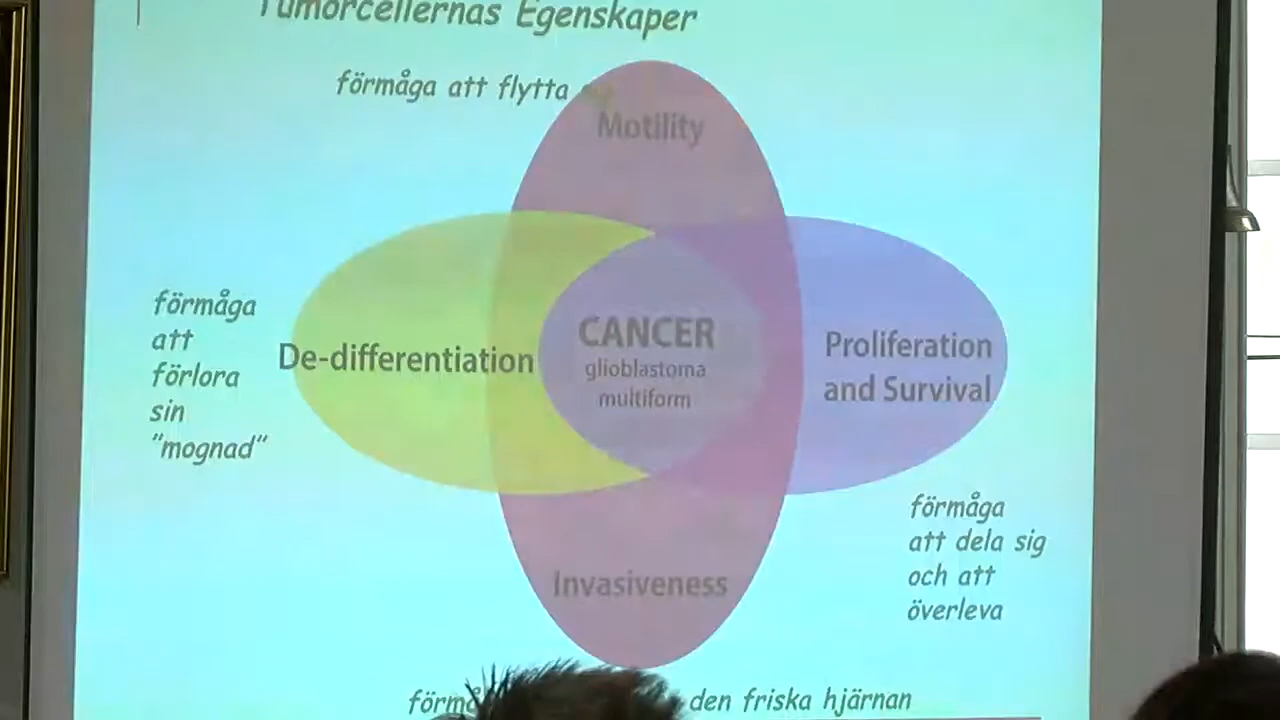 Tumörcellernas Egenskaper
förmåga att flytta
Motility
förmåga
att
förlora
sin
"mognad"
De-differentiation
CANCER
glioblastoma
multiform
Proliferation
and Survival
förmåga
att dela sig
och att
överleva
Invasiveness
den friska hjärnan